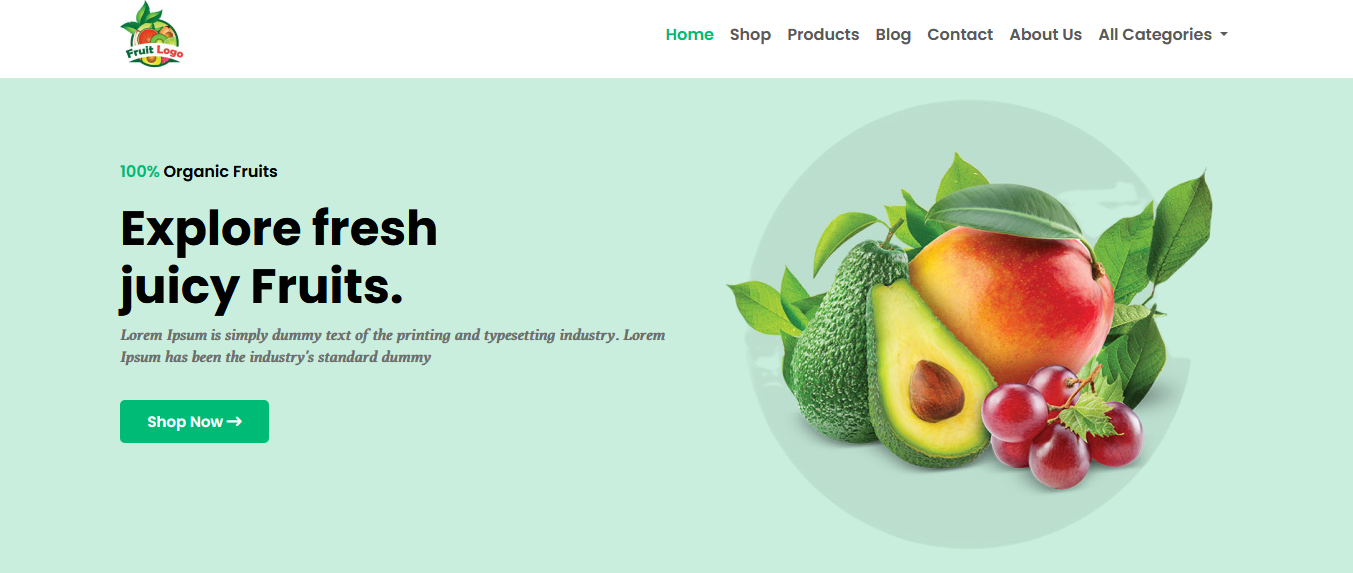 Fruit Logo
Home Shop Products Blog Contact About Us All Categories
100% Organic Fruits
Explore fresh
juicy Fruits.
Lorem Ipsum is simply dummy text of the printing and typesetting industry. Lorem
Ipsum has been the industry's standard dummy
Shop Now →